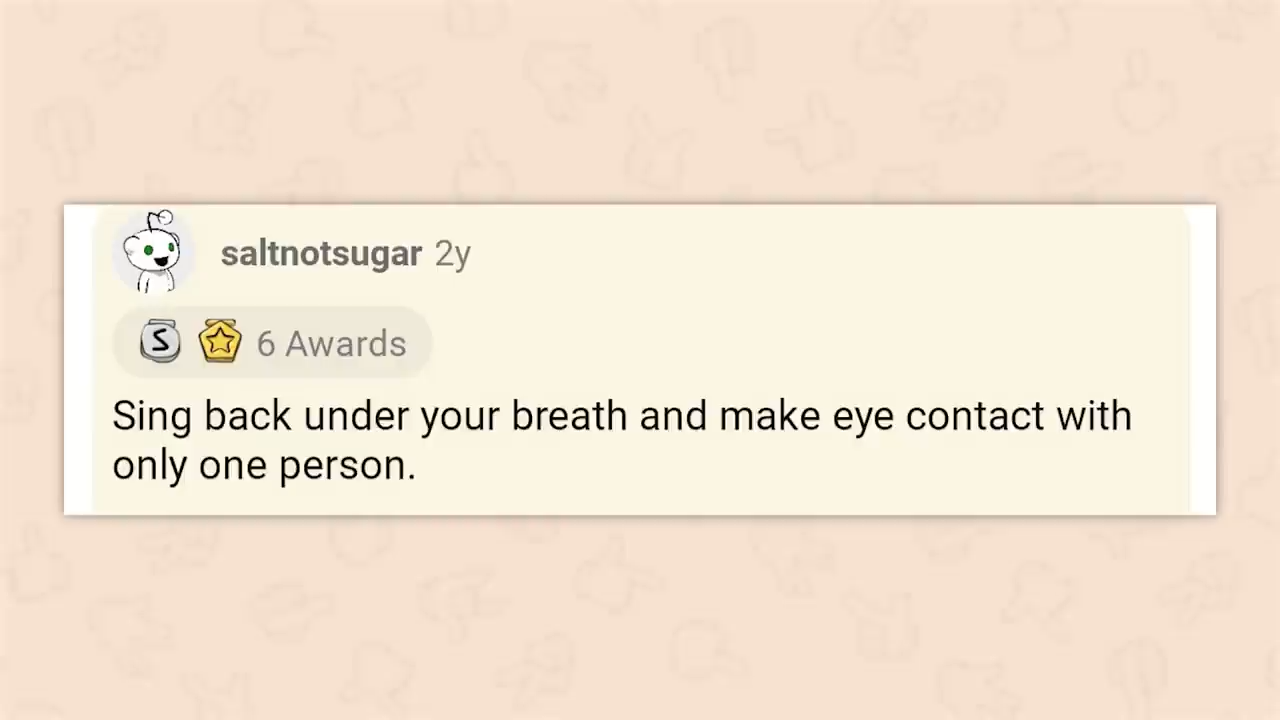 saltnotsugar 2y
6 Awards
Sing back under your breath and make eye contact with
only one person.